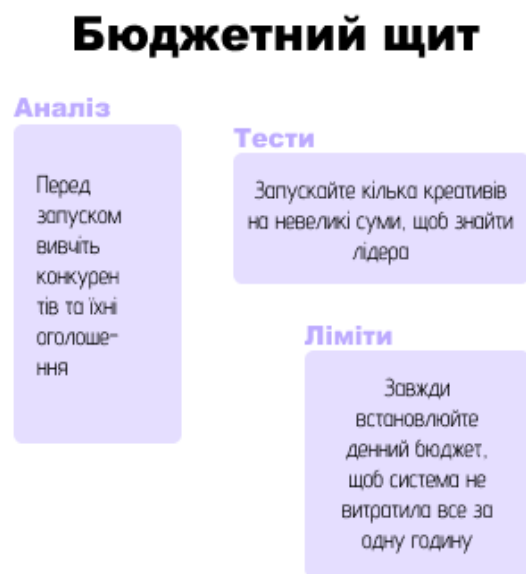 Бюджетний щит
Аналіз
Перед
запуском
вивчіть
конкурен
тів та їхні
оголоше-
ння
Тести
Запускайте кілька креативів
на невеликі суми, щоб знайти
лідера
Ліміти
Завжди
встановлюйте
денний бюджет,
щоб система не
витратила все за
одну годину